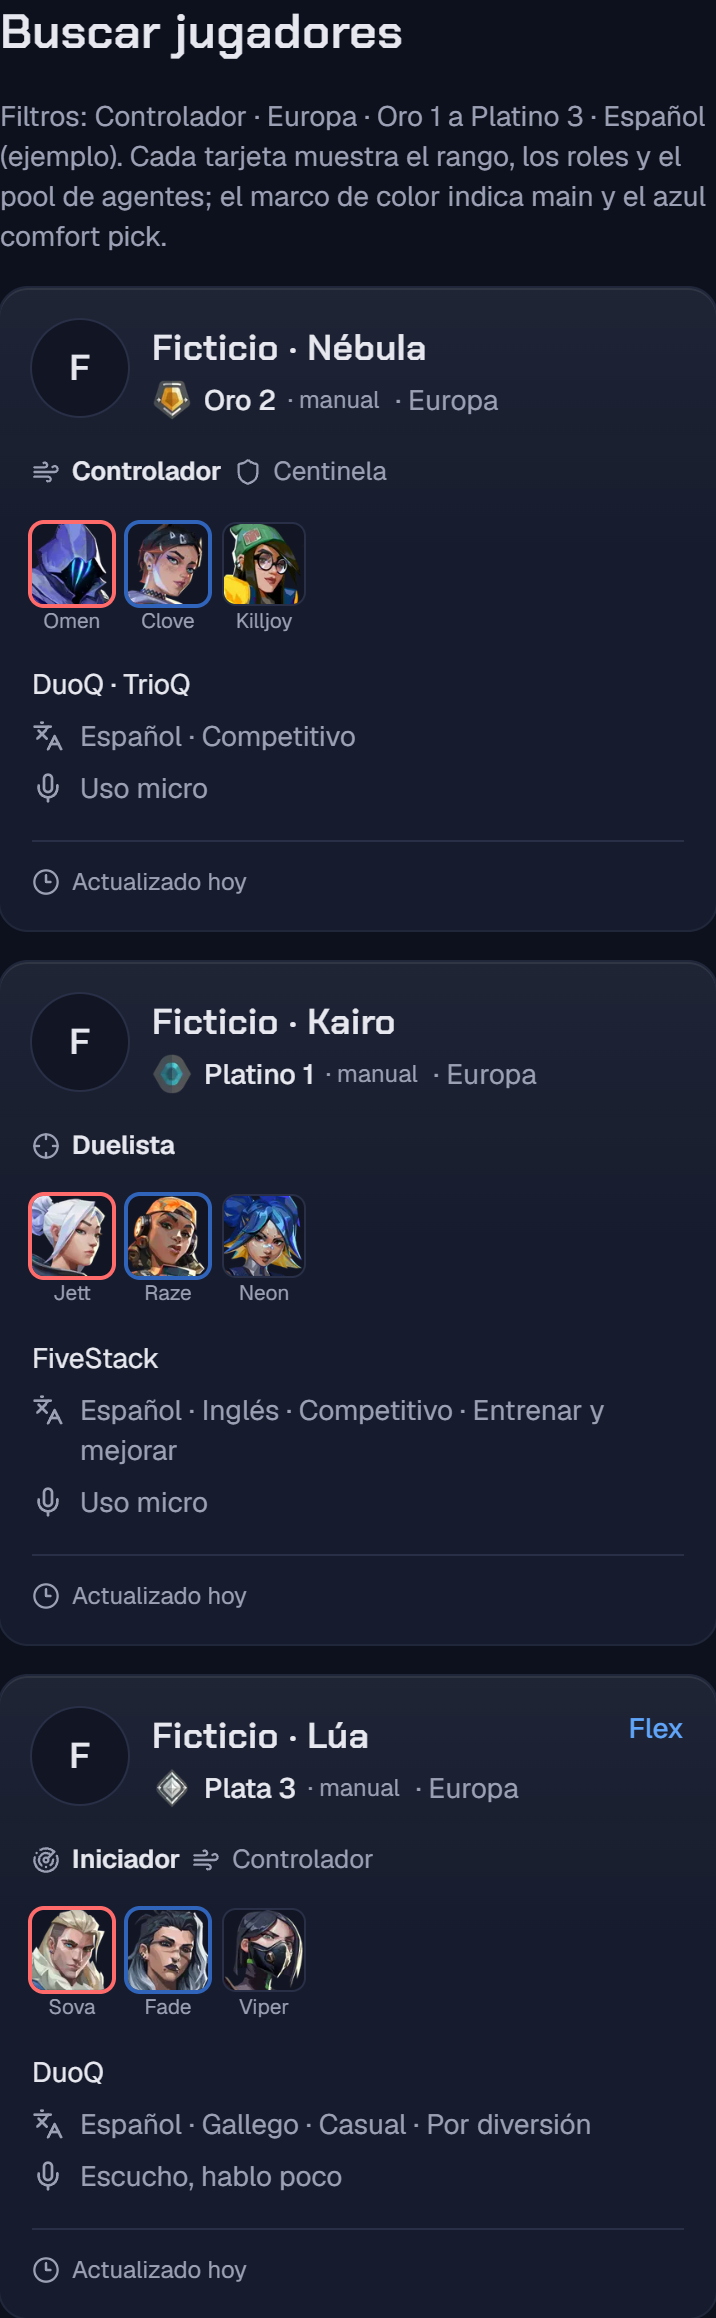 Buscar jugadores
Filtros: Controlador · Europa · Oro 1 a Platino 3 · Español
(ejemplo). Cada tarjeta muestra el rango, los roles y el
pool de agentes; el marco de color indica main y el azul
comfort pick.
F
Ficticio · Nébula
Oro 2 · manual · Europa
Controlador Centinela
Omen Clove Killjoy
DuoQ · TrioQ
Español · Competitivo
Uso micro
Actualizado hoy
F
Ficticio · Kairo
Platino 1 · manual · Europa
Duelista
Jett Raze Neon
FiveStack
Español · Inglés · Competitivo · Entrenar y
mejorar
Uso micro
Actualizado hoy
F
Ficticio · Lúa
Flex
Plata 3 · manual · Europa
Iniciador Controlador
Sova Fade Viper
DuoQ
Español · Gallego · Casual · Por diversión
Escucho, hablo poco
Actualizado hoy